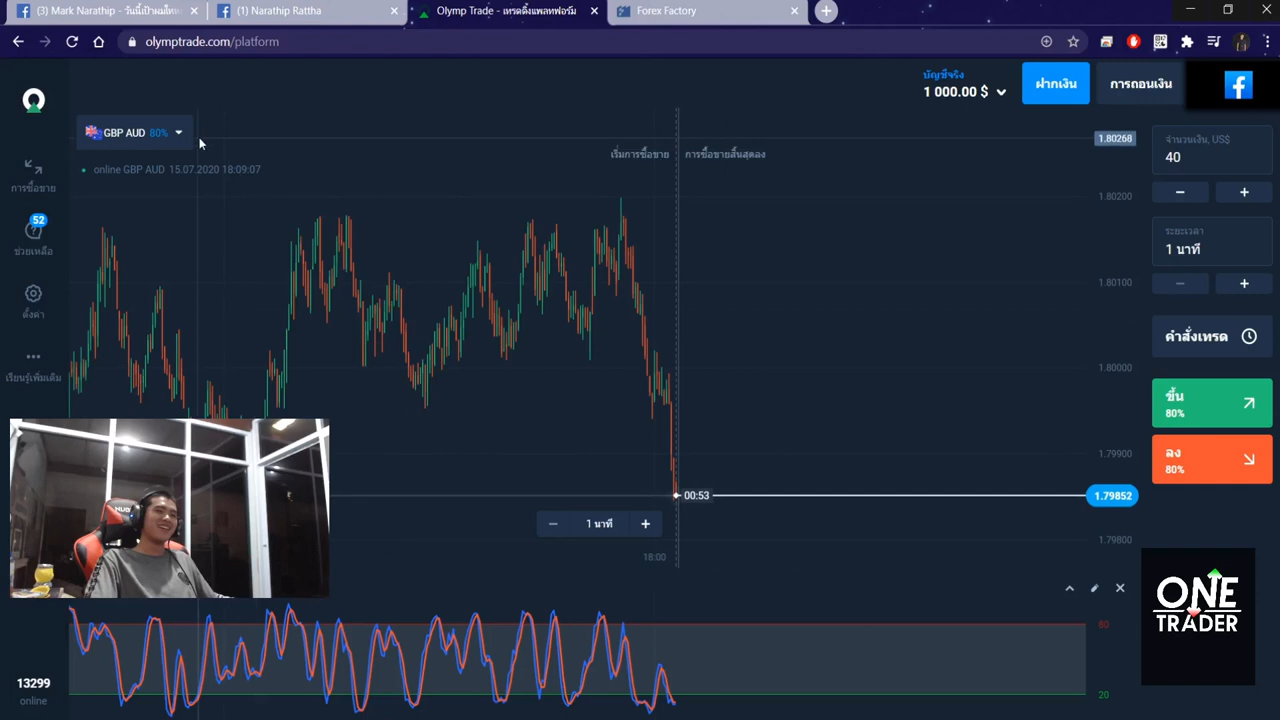 (3) Mark Narathip - วันนี้เป้าผมให
(1) Narathip Rattha
Olymp Trade - เทรดดิ้งแพลทฟอร์ม
Forex Factory
olymptrade.com/platform
บัญชีจริง
1 000.00 $
ฝากเงิน
การถอนเงิน
GBP AUD 80%
online GBP AUD 15.07.2020 18:09:07
เริ่มการซื้อขาย
การซื้อขายสิ้นสุดลง
1.80268
1.80200
1.80100
1.80000
1.79900
1.79852
1.79800
การซื้อขาย
52
ช่วยเหลือ
ตั้งค่า
เรียนรู้เพิ่มเติม
จำนวนเงิน, US$
40
− +
ระยะเวลา
1 นาที
− +
คำสั่งเทรด
ขึ้น
80%
ลง
80%
00:53
− 1 นาที +
18:00
ONE
TRADER
80
20
13299
online